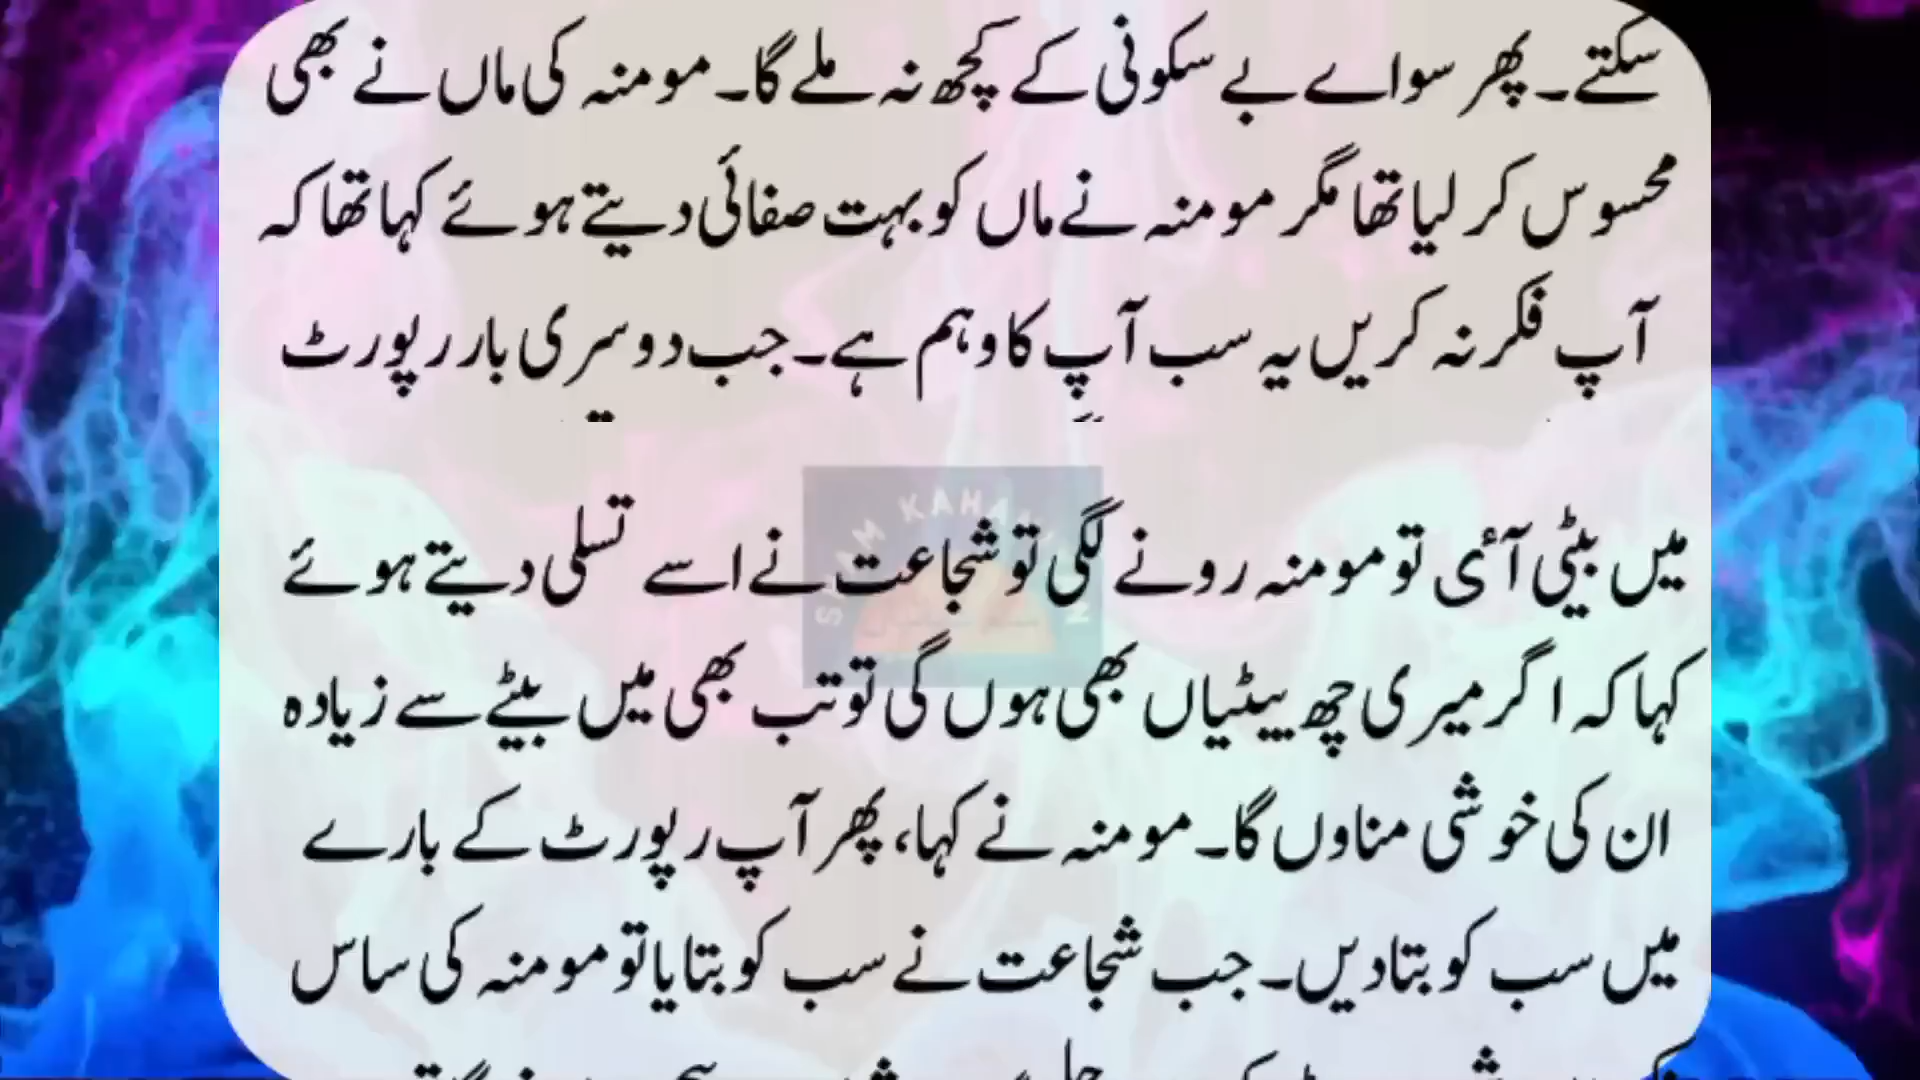 سکتے۔ پھر سواے بے سکونی کے کچھ نہ ملے گا۔ مومنہ کی ماں نے بھی
محسوس کر لیا تھا مگر مومنہ نے ماں کو بہت صفائی دیتے ہوئے کہا تھا کہ
آپ فکر نہ کریں یہ سب آپ کا وہم ہے۔ جب دوسری بار رپورٹ
میں بیٹی آئی تو مومنہ رونے لگی تو شجاعت نے اسے تسلی دیتے ہوئے
کہا کہ اگر میری چھ بیٹیاں بھی ہوں گی تو تب بھی میں بیٹے سے زیادہ
ان کی خوشی مناوں گا۔ مومنہ نے کہا، پھر آپ رپورٹ کے بارے
میں سب کو بتا دیں۔ جب شجاعت نے سب کو بتایا تو مومنہ کی ساس